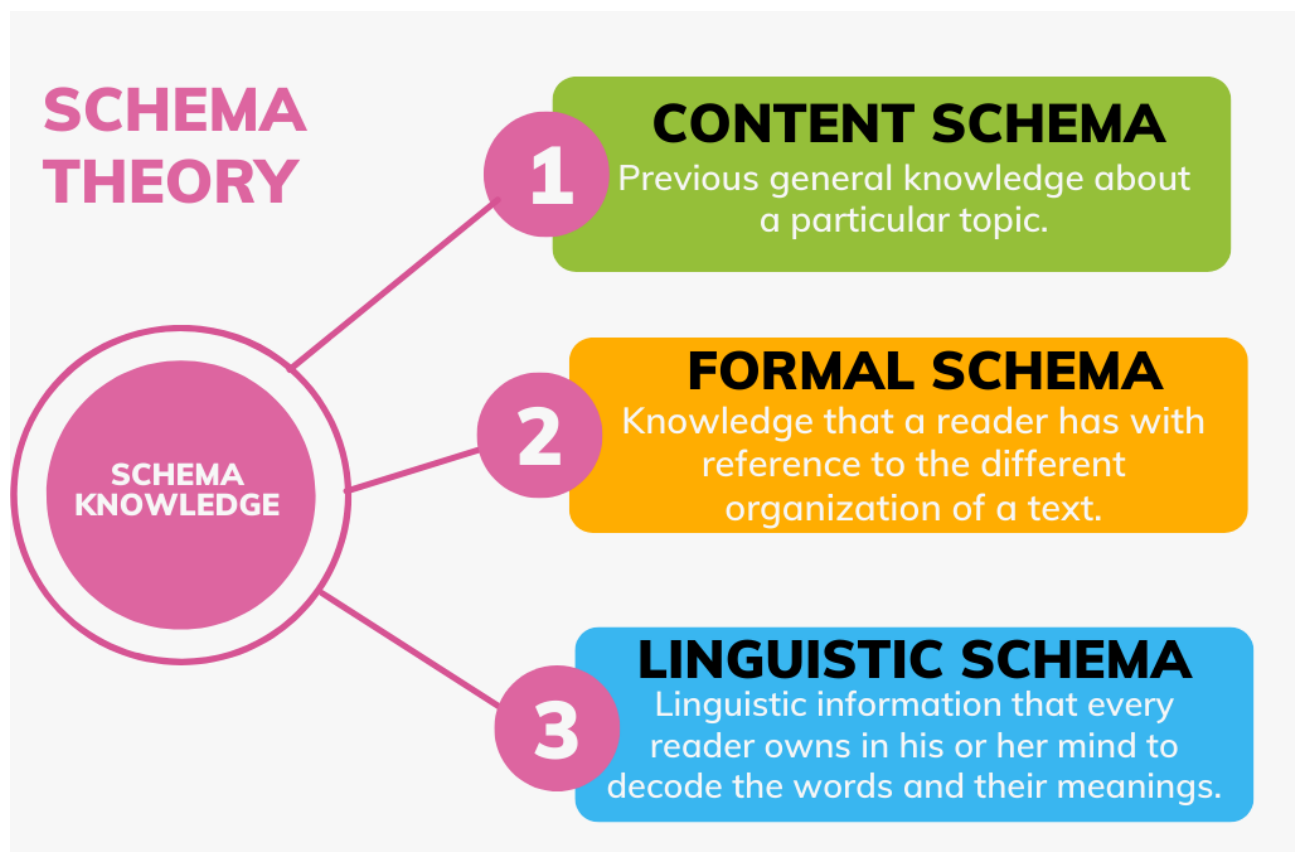 SCHEMA
THEORY
SCHEMA
KNOWLEDGE
1
CONTENT SCHEMA
Previous general knowledge about
a particular topic.
2
FORMAL SCHEMA
Knowledge that a reader has with
reference to the different
organization of a text.
3
LINGUISTIC SCHEMA
Linguistic information that every
reader owns in his or her mind to
decode the words and their meanings.